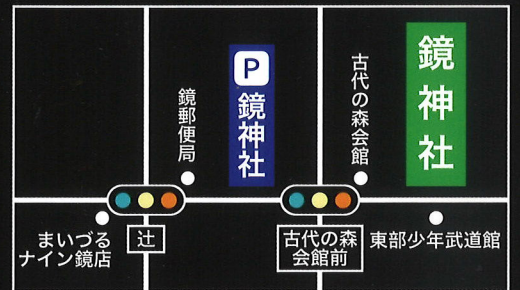 P
鏡神社
鏡神社
鏡郵便局
古代の森会館
まいづる
ナイン鏡店
辻
古代の森
会館前
東部少年武道館